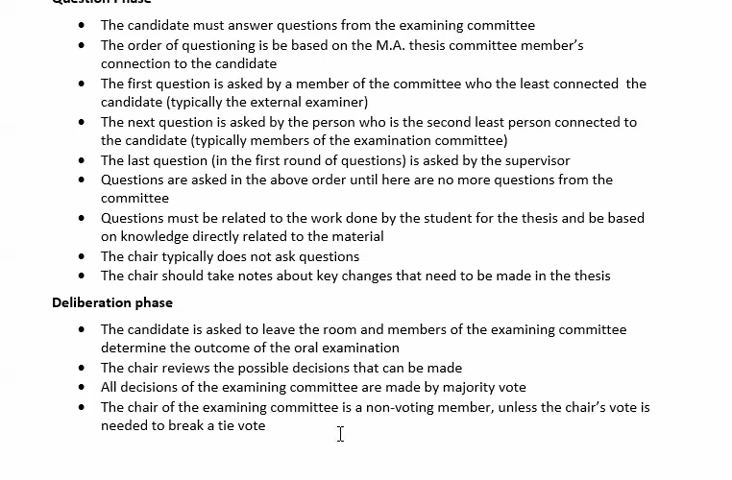 Question Phase
• The candidate must answer questions from the examining committee
• The order of questioning is be based on the M.A. thesis committee member's
connection to the candidate
• The first question is asked by a member of the committee who the least connected  the
candidate (typically the external examiner)
• The next question is asked by the person who is the second least person connected to
the candidate (typically members of the examination committee)
• The last question (in the first round of questions) is asked by the supervisor
• Questions are asked in the above order until here are no more questions from the
committee
• Questions must be related to the work done by the student for the thesis and be based
on knowledge directly related to the material
• The chair typically does not ask questions
• The chair should take notes about key changes that need to be made in the thesis
Deliberation phase
• The candidate is asked to leave the room and members of the examining committee
determine the outcome of the oral examination
• The chair reviews the possible decisions that can be made
• All decisions of the examining committee are made by majority vote
• The chair of the examining committee is a non-voting member, unless the chair's vote is
needed to break a tie vote